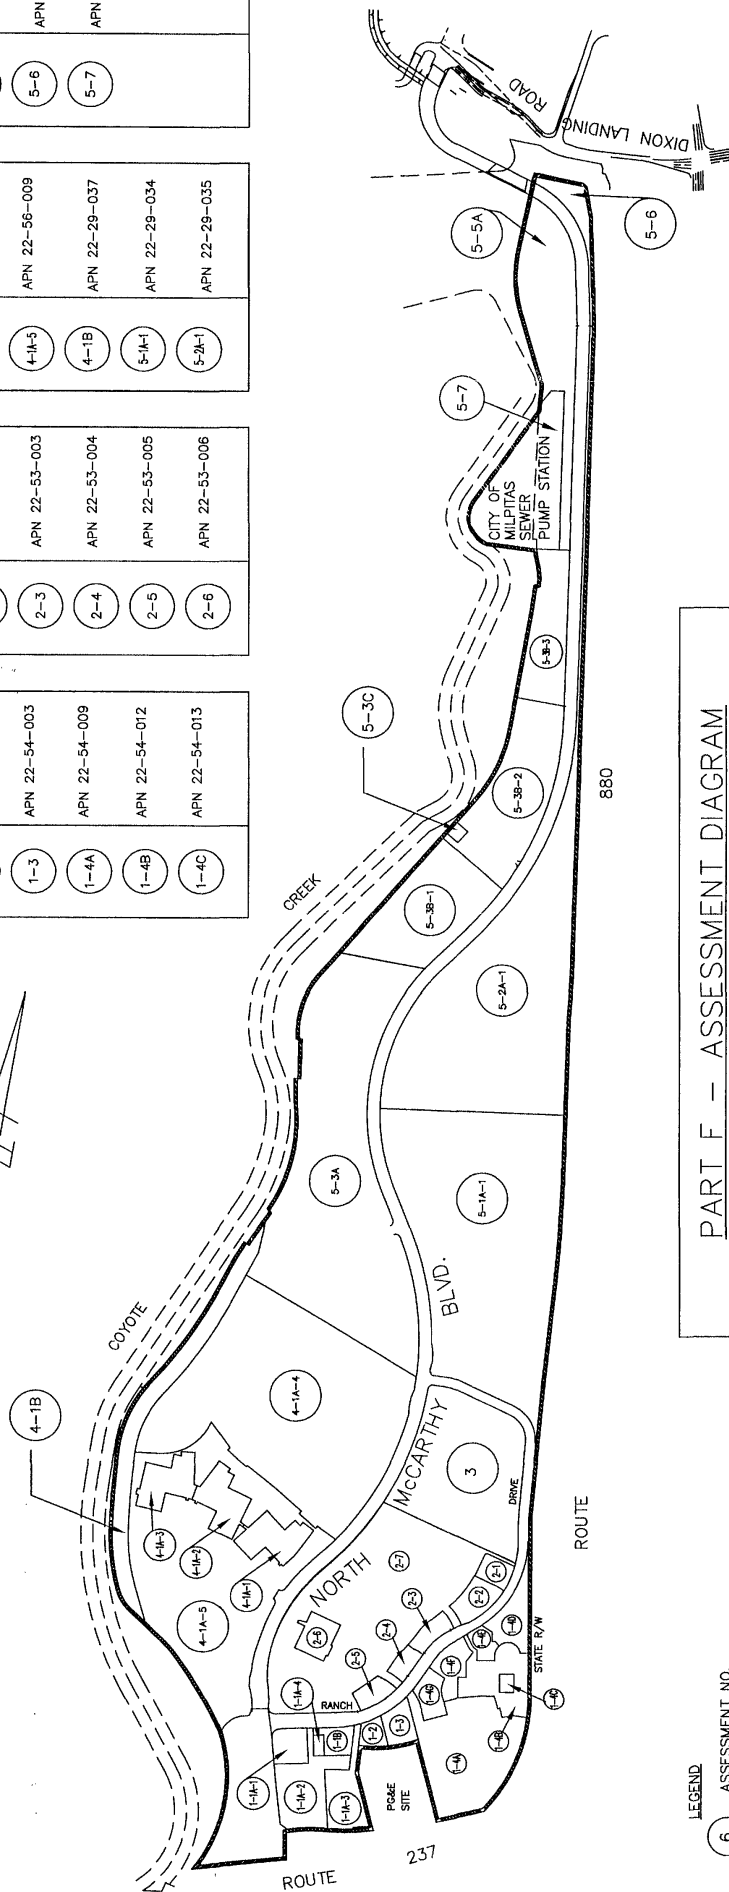 APN
5-6
APN
5-7
4-1A-5 APN 22-56-009
4-1B APN 22-29-037
5-1A-1 APN 22-29-034
5-2A-1 APN 22-29-035
2-3 APN 22-53-003
2-4 APN 22-53-004
2-5 APN 22-53-005
2-6 APN 22-53-006
1-3 APN 22-54-003
1-4A APN 22-54-009
1-4B APN 22-54-012
1-4C APN 22-54-013
DIXON LANDING
ROAD
5-5A
5-6
5-7
CITY OF
MILPITAS
SEWER
PUMP STATION
5-3B-3
5-3C
5-3B-2
5-3B-1
5-2A-1
880
CREEK
5-3A
5-1A-1
BLVD.
COYOTE
4-1B
4-1A-4
McCARTHY
3
DRIVE
4-1A-3
4-1A-2
4-1A-1
4-1A-5
NORTH
2-7
2-1
2-2
2-3
2-4
2-5
2-6
ROUTE
STATE R/W
1-4D
1-4E
1-4F
1-4G
1-4C
1-4B
1-4A
RANCH
1-1A-4
1-1B
1-2
1-3
1-1A-1
1-1A-2
1-1A-3
PG&E
SITE
ROUTE
237
PART F - ASSESSMENT DIAGRAM
LEGEND
6 ASSESSMENT NO.